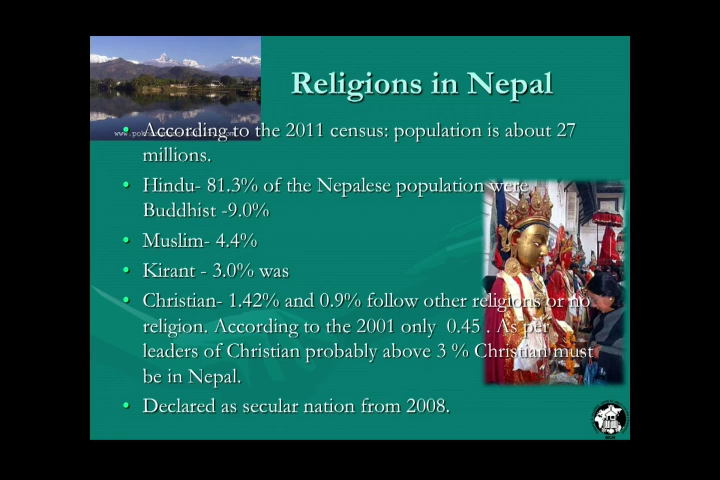 Religions in Nepal
• According to the 2011 census: population is about 27
millions.
• Hindu- 81.3% of the Nepalese population were
Buddhist -9.0%
• Muslim- 4.4%
• Kirant - 3.0% was
• Christian- 1.42% and 0.9% follow other religions or no
religion. According to the 2001 only 0.45 . As per
leaders of Christian probably above 3 % Christian must
be in Nepal.
• Declared as secular nation from 2008.